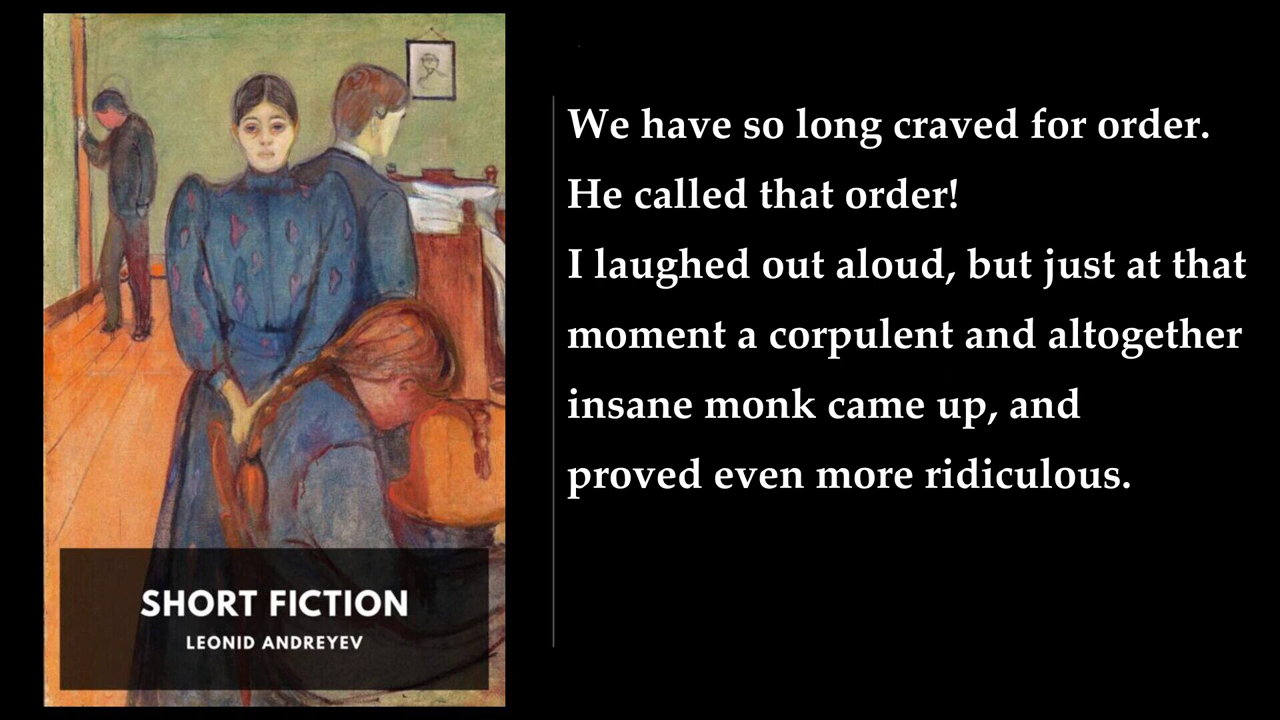 SHORT FICTION
LEONID ANDREYEV
We have so long craved for order.
He called that order!
I laughed out aloud, but just at that
moment a corpulent and altogether
insane monk came up, and
proved even more ridiculous.